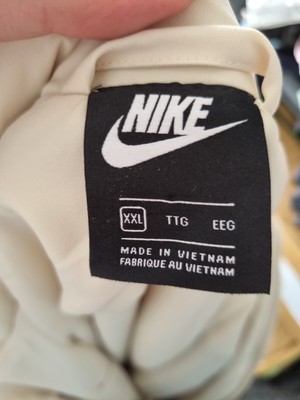 NIKE
XXL TTG EEG
MADE IN VIETNAM
FABRIQUE AU VIETNAM